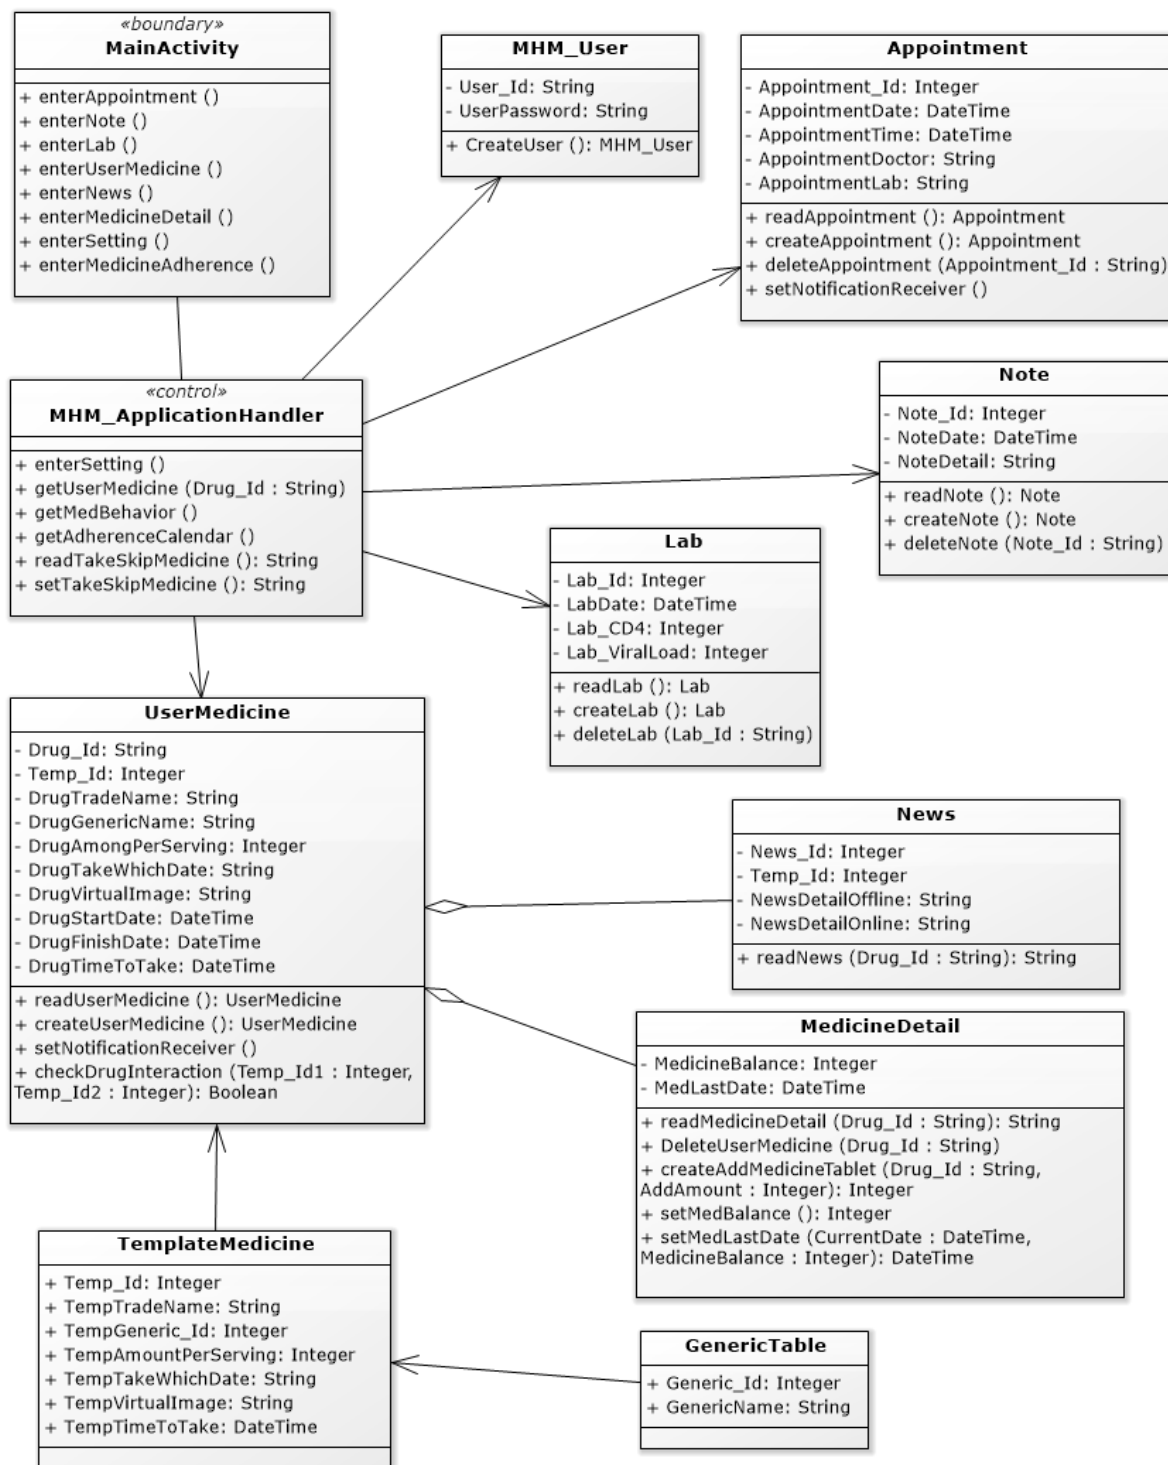 «boundary»
MainActivity
+ enterAppointment ()
+ enterNote ()
+ enterLab ()
+ enterUserMedicine ()
+ enterNews ()
+ enterMedicineDetail ()
+ enterSetting ()
+ enterMedicineAdherence ()
MHM_User
- User_Id: String
- UserPassword: String
+ CreateUser (): MHM_User
Appointment
- Appointment_Id: Integer
- AppointmentDate: DateTime
- AppointmentTime: DateTime
- AppointmentDoctor: String
- AppointmentLab: String
+ readAppointment (): Appointment
+ createAppointment (): Appointment
+ deleteAppointment (Appointment_Id : String)
+ setNotificationReceiver ()
«control»
MHM_ApplicationHandler
+ enterSetting ()
+ getUserMedicine (Drug_Id : String)
+ getMedBehavior ()
+ getAdherenceCalendar ()
+ readTakeSkipMedicine (): String
+ setTakeSkipMedicine (): String
Note
- Note_Id: Integer
- NoteDate: DateTime
- NoteDetail: String
+ readNote (): Note
+ createNote (): Note
+ deleteNote (Note_Id : String)
Lab
- Lab_Id: Integer
- LabDate: DateTime
- Lab_CD4: Integer
- Lab_ViralLoad: Integer
+ readLab (): Lab
+ createLab (): Lab
+ deleteLab (Lab_Id : String)
UserMedicine
- Drug_Id: String
- Temp_Id: Integer
- DrugTradeName: String
- DrugGenericName: String
- DrugAmongPerServing: Integer
- DrugTakeWhichDate: String
- DrugVirtualImage: String
- DrugStartDate: DateTime
- DrugFinishDate: DateTime
- DrugTimeToTake: DateTime
+ readUserMedicine (): UserMedicine
+ createUserMedicine (): UserMedicine
+ setNotificationReceiver ()
+ checkDrugInteraction (Temp_Id1 : Integer,
Temp_Id2 : Integer): Boolean
News
- News_Id: Integer
- Temp_Id: Integer
- NewsDetailOffline: String
- NewsDetailOnline: String
+ readNews (Drug_Id : String): String
MedicineDetail
- MedicineBalance: Integer
- MedLastDate: DateTime
+ readMedicineDetail (Drug_Id : String): String
+ DeleteUserMedicine (Drug_Id : String)
+ createAddMedicineTablet (Drug_Id : String,
AddAmount : Integer): Integer
+ setMedBalance (): Integer
+ setMedLastDate (CurrentDate : DateTime,
MedicineBalance : Integer): DateTime
TemplateMedicine
+ Temp_Id: Integer
+ TempTradeName: String
+ TempGeneric_Id: Integer
+ TempAmountPerServing: Integer
+ TempTakeWhichDate: String
+ TempVirtualImage: String
+ TempTimeToTake: DateTime
GenericTable
+ Generic_Id: Integer
+ GenericName: String